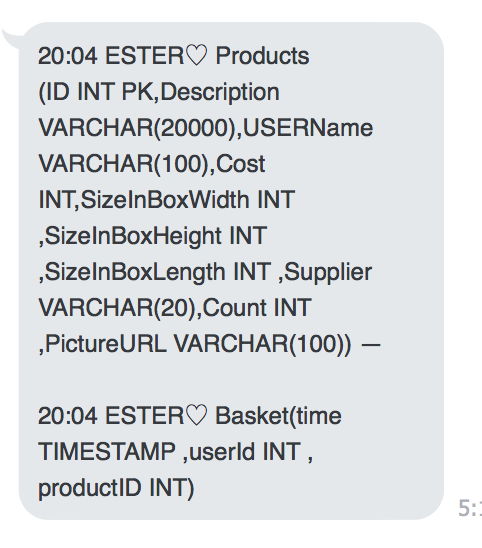 20:04 ESTER♡ Products
(ID INT PK,Description
VARCHAR(20000),USERName
VARCHAR(100),Cost
INT,SizeInBoxWidth INT
,SizeInBoxHeight INT
,SizeInBoxLength INT ,Supplier
VARCHAR(20),Count INT
,PictureURL VARCHAR(100)) —
20:04 ESTER♡ Basket(time
TIMESTAMP ,userId INT ,
productID INT)